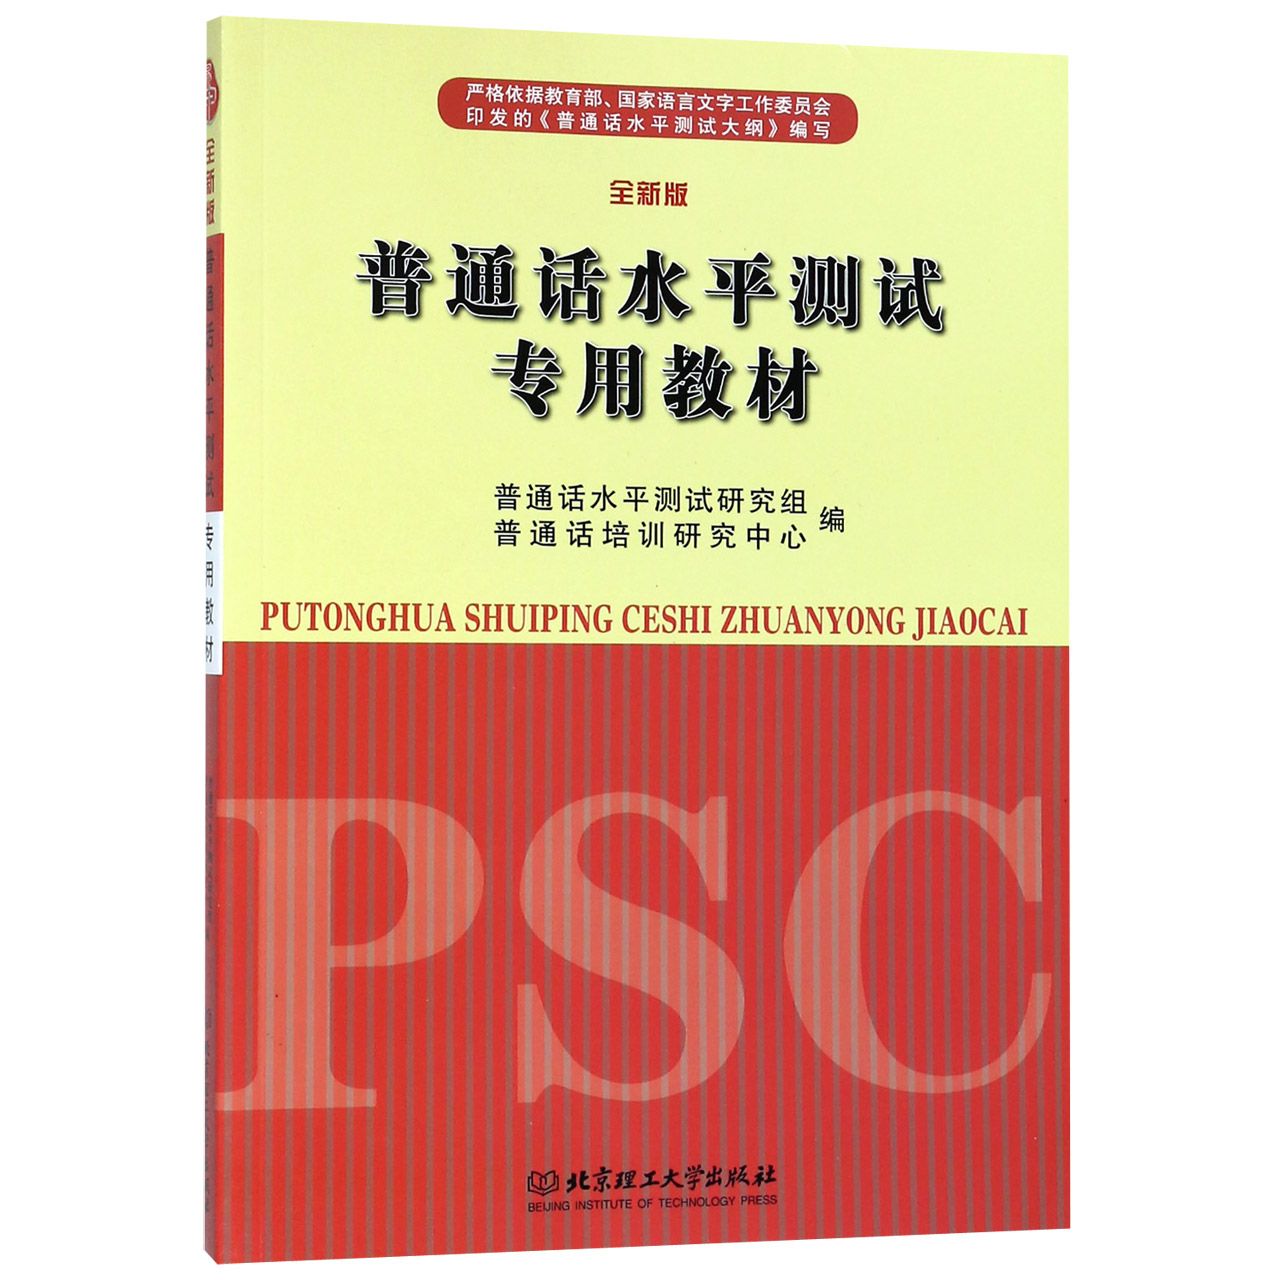 严格依据教育部、国家语言文字工作委员会
印发的《普通话水平测试大纲》编写
全新版
普通话水平测试
专用教材
普通话水平测试研究组
普通话培训研究中心
编
PUTONGHUA SHUIPING CESHI ZHUANYONG JIAOCAI
PSC
北京理工大学出版社
BEIJING INSTITUTE OF TECHNOLOGY PRESS
全新版
普通话水平测试
专用教材